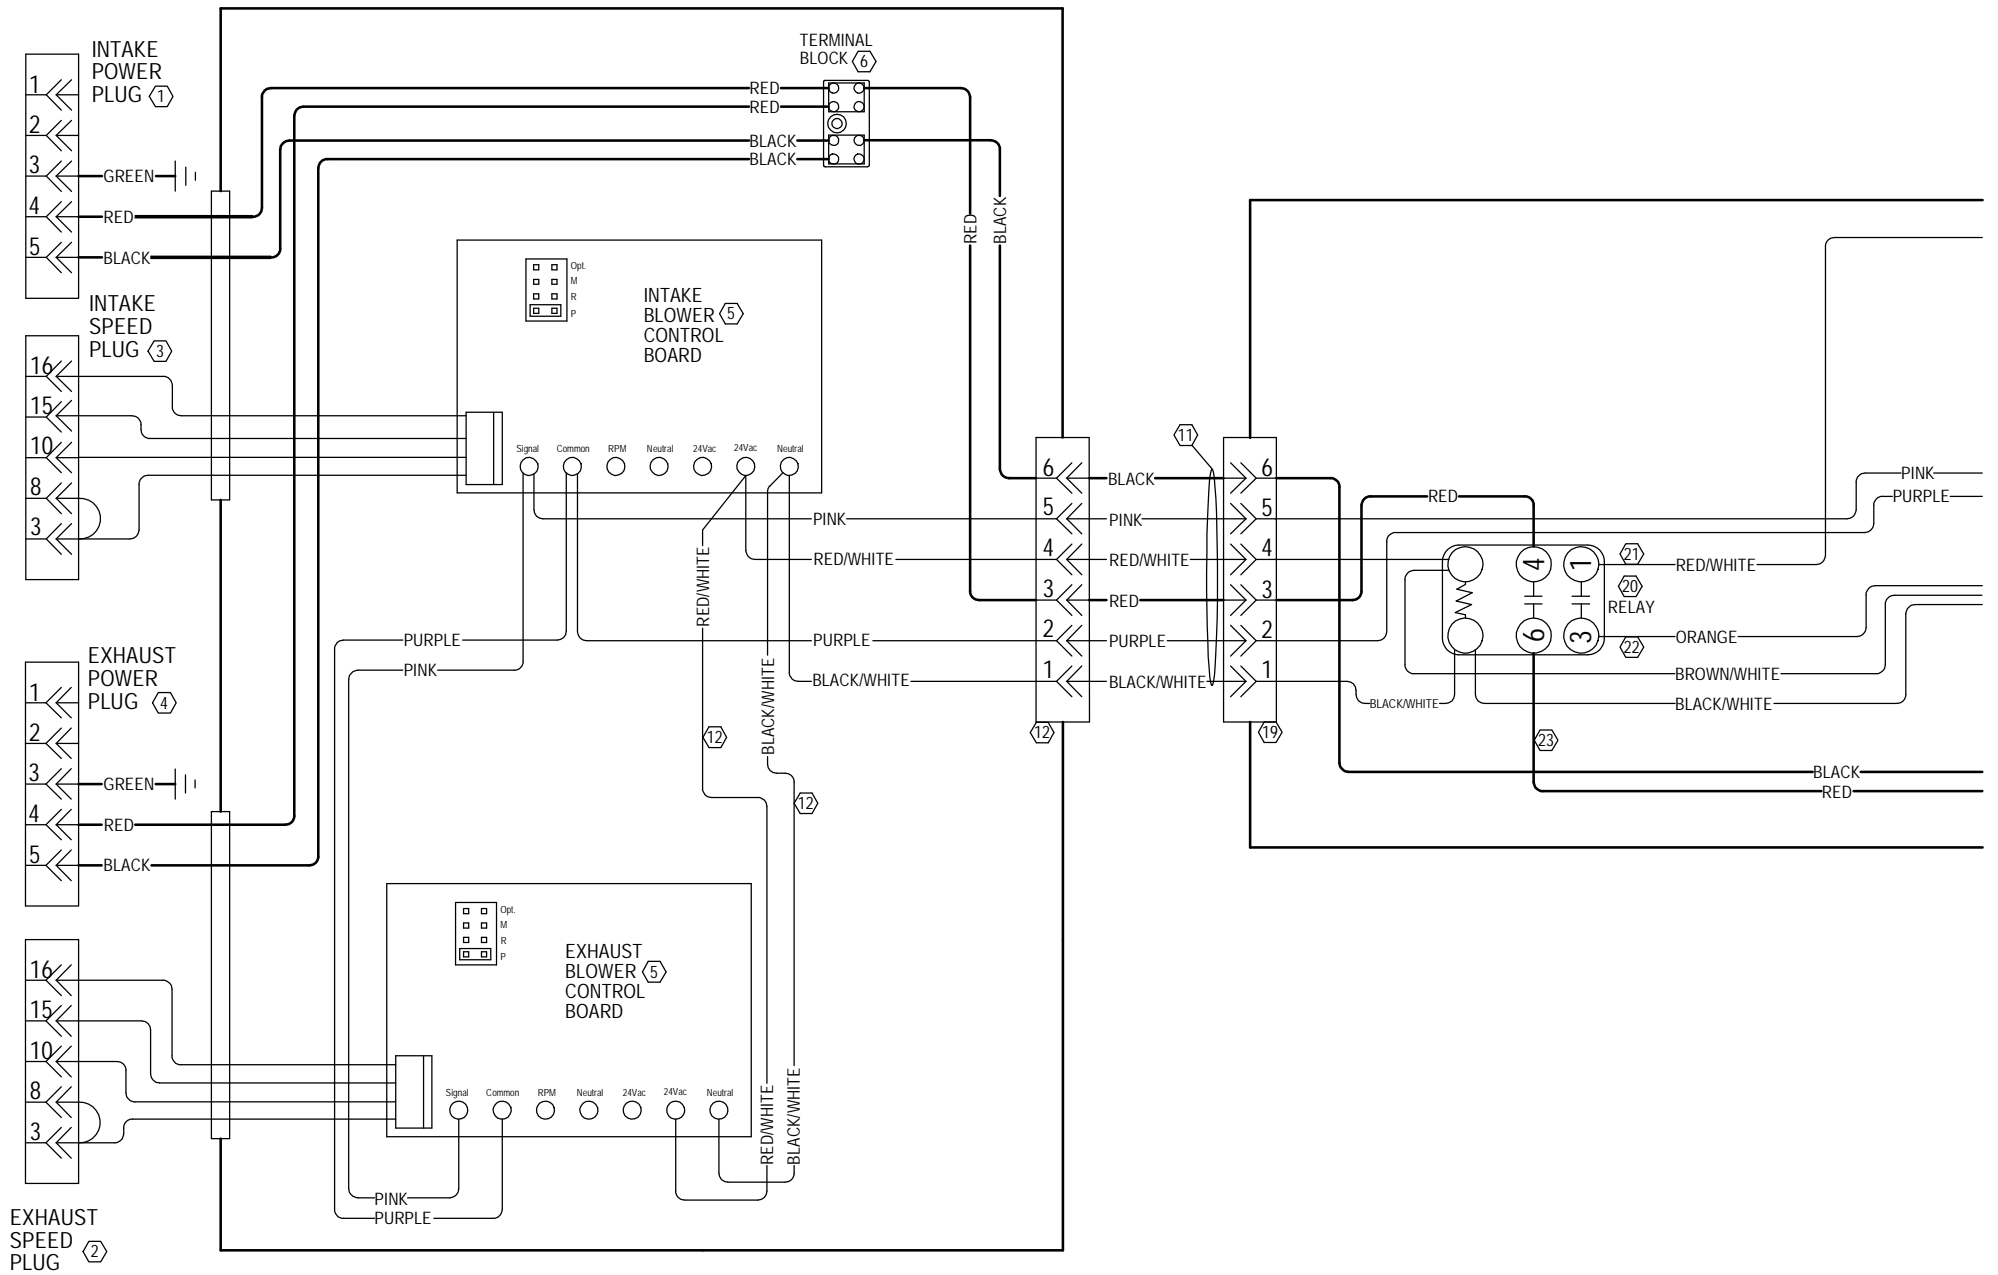 INTAKE
POWER
PLUG 1
1
2
3
4
5
GREEN
RED
BLACK
INTAKE
SPEED
PLUG 3
16
15
10
8
3
EXHAUST
POWER
PLUG 4
1
2
3
4
5
GREEN
RED
BLACK
16
15
10
8
3
EXHAUST
SPEED
PLUG 2
TERMINAL
BLOCK 6
RED
RED
BLACK
BLACK
RED
BLACK
Opt.
M
R
P
INTAKE
BLOWER 5
CONTROL
BOARD
Signal Common RPM Neutral 24Vac 24Vac Neutral
PINK
RED/WHITE
RED/WHITE
PURPLE
PURPLE
PINK
BLACK/WHITE
BLACK/WHITE
12
12
Opt.
M
R
P
EXHAUST
BLOWER 5
CONTROL
BOARD
Signal Common RPM Neutral 24Vac 24Vac Neutral
RED/WHITE
BLACK/WHITE
PINK
PURPLE
6
5
4
3
2
1
12
11
BLACK
PINK
RED/WHITE
RED
PURPLE
BLACK/WHITE
6
5
4
3
2
1
19
RED
PINK
PURPLE
4
1
6
3
21
RED/WHITE
20
RELAY
22
ORANGE
BROWN/WHITE
BLACK/WHITE
BLACK/WHITE
23
BLACK
RED